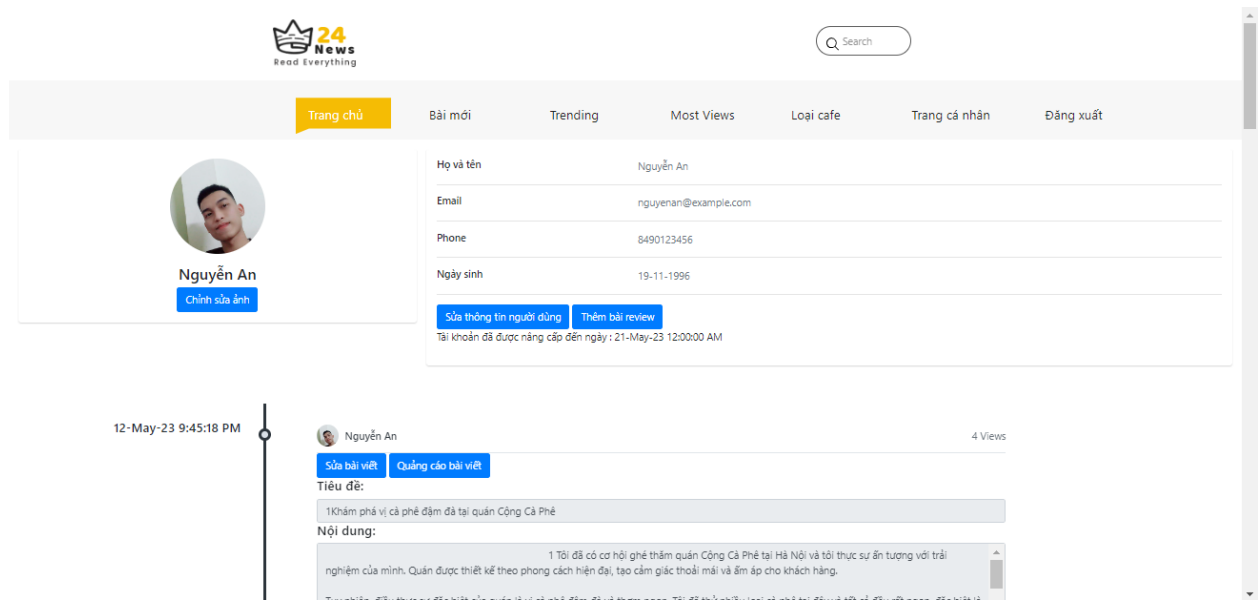 24
News
Read Everything
Search
Trang chủ
Bài mới
Trending
Most Views
Loại cafe
Trang cá nhân
Đăng xuất
Nguyễn An
Chỉnh sửa ảnh
Họ và tên
Nguyễn An
Email
nguyenan@example.com
Phone
8490123456
Ngày sinh
19-11-1996
Sửa thông tin người dùng
Thêm bài review
Tài khoản đã được nâng cấp đến ngày : 21-May-23 12:00:00 AM
12-May-23 9:45:18 PM
Nguyễn An
4 Views
Sửa bài viết
Quảng cáo bài viết
Tiêu đề:
1Khám phá vị cà phê đậm đà tại quán Cộng Cà Phê
Nội dung:
1 Tôi đã có cơ hội ghé thăm quán Cộng Cà Phê tại Hà Nội và tôi thực sự ấn tượng với trải
nghiệm của mình. Quán được thiết kế theo phong cách hiện đại, tạo cảm giác thoải mái và ấm áp cho khách hàng.